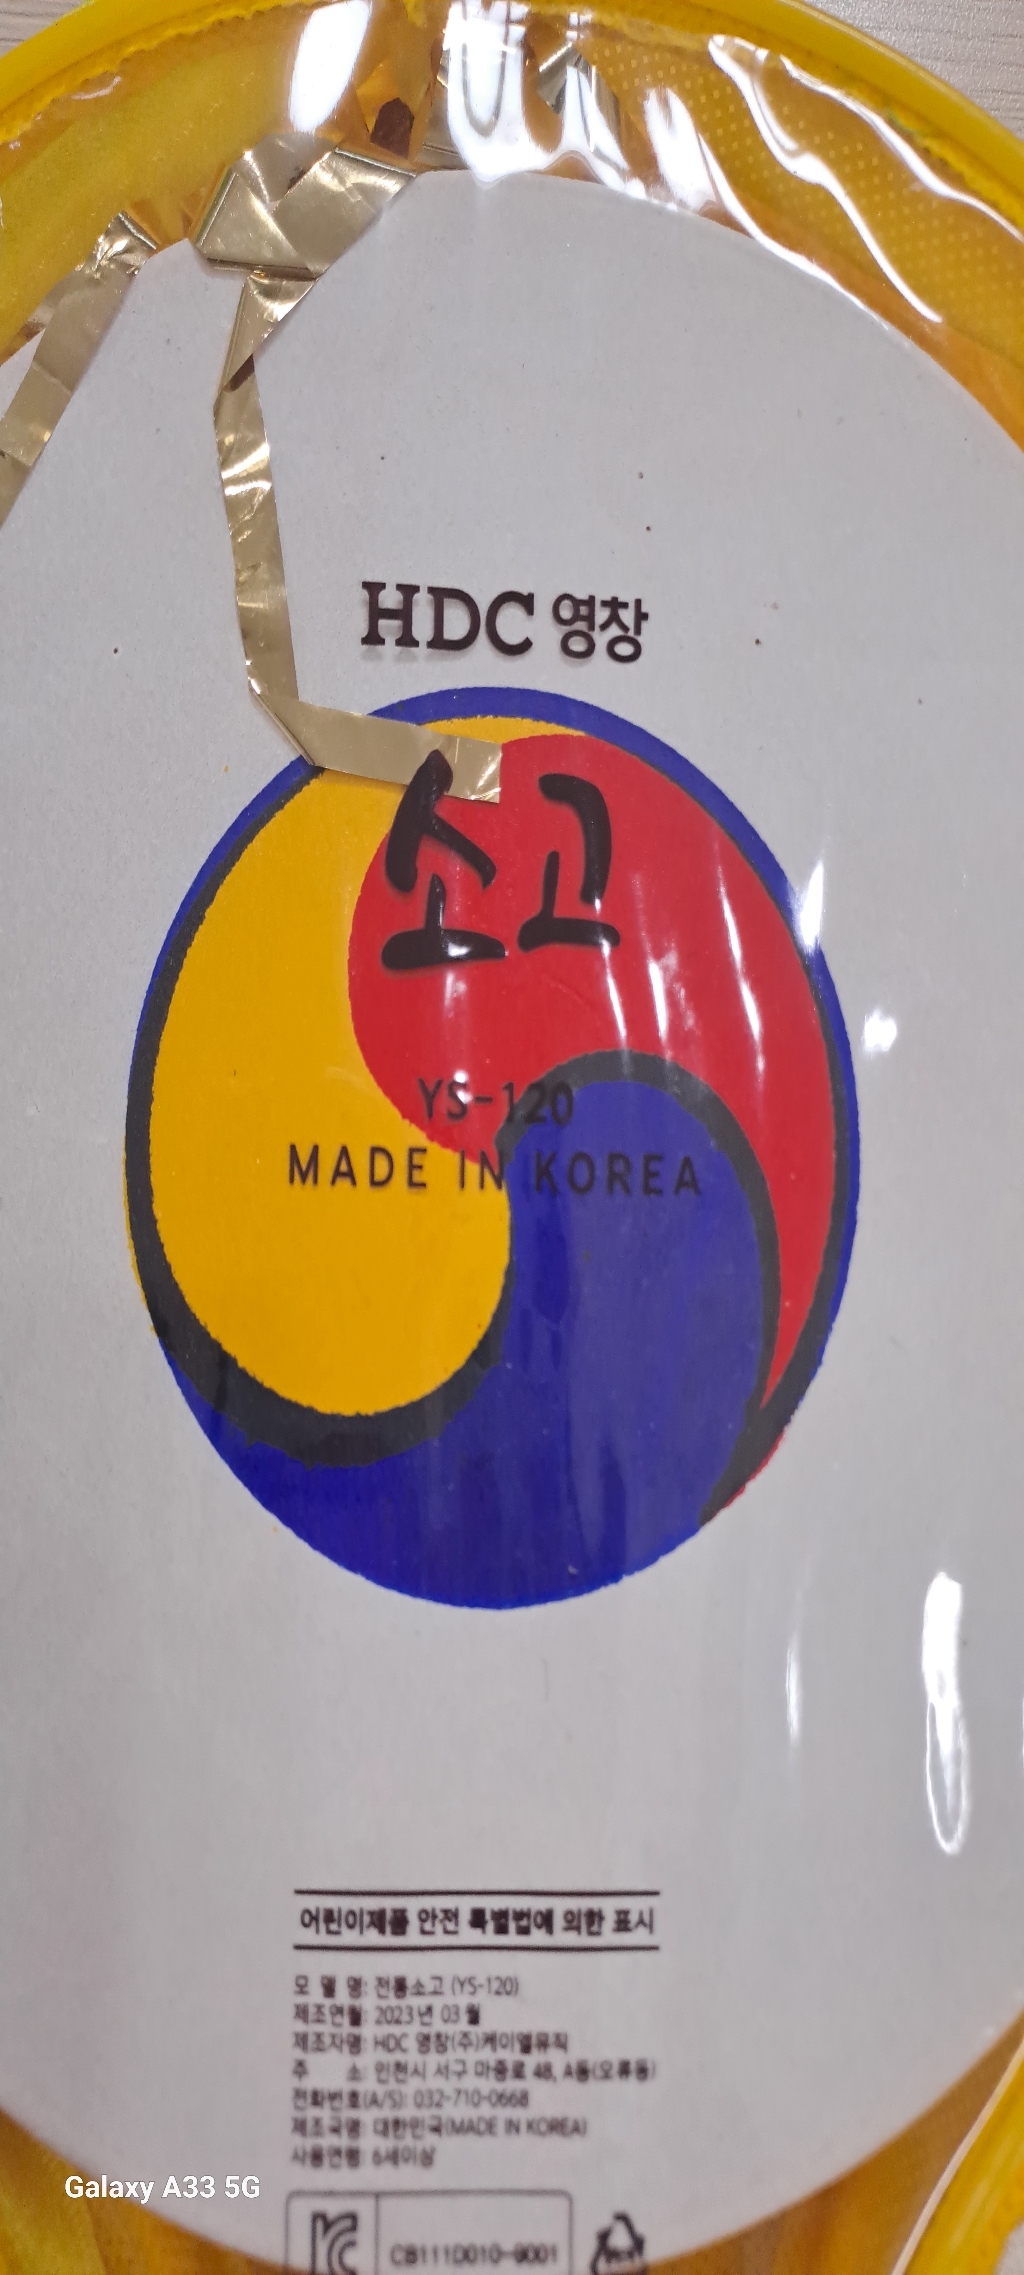 HDC 영창
소고
YS-120
MADE IN KOREA
어린이제품 안전 특별법에 의한 표시
모 델 명: 전통소고 (YS-120)
제조연월: 2023년 03월
제조자명: HDC 영창(주)케이엘뮤직
주 소: 인천시 서구 마중로 48, A동(오류동)
전화번호(A/S): 032-710-0668
제조국명: 대한민국(MADE IN KOREA)
사용연령: 6세이상
Galaxy A33 5G
CB111D010-9001